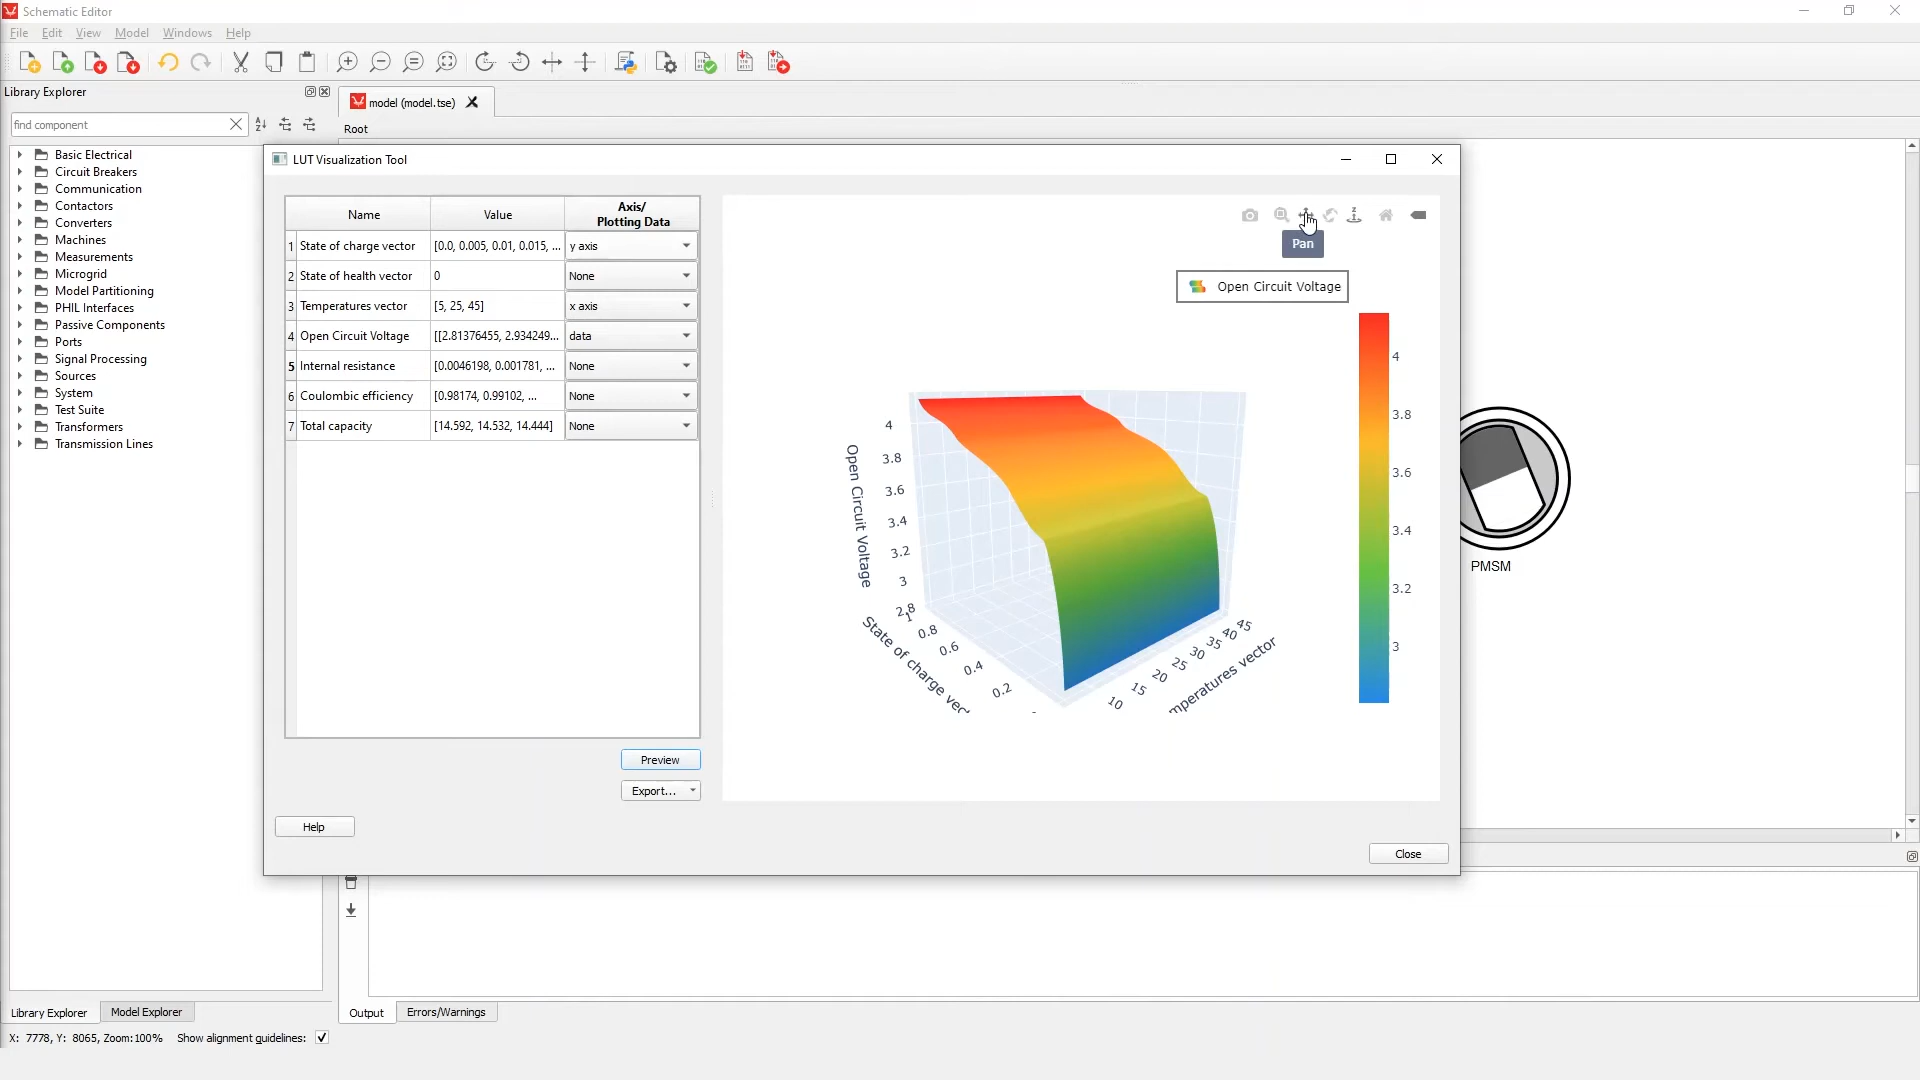 Schematic Editor
File Edit View Model Windows Help
Library Explorer
model (model.tse)
find component
Root
Basic Electrical
Circuit Breakers
Communication
Contactors
Converters
Machines
Measurements
Microgrid
Model Partitioning
PHIL Interfaces
Passive Components
Ports
Signal Processing
Sources
System
Test Suite
Transformers
Transmission Lines
LUT Visualization Tool
Name Value Axis/
Plotting Data
1 State of charge vector [0.0, 0.005, 0.01, 0.015, ... y axis
2 State of health vector 0 None
3 Temperatures vector [5, 25, 45] x axis
4 Open Circuit Voltage [[2.81376455, 2.934249... data
5 Internal resistance [0.0046198, 0.001781, ... None
6 Coulombic efficiency [0.98174, 0.99102, ... None
7 Total capacity [14.592, 14.532, 14.444] None
Preview
Export...
Help
Close
Pan
Open Circuit Voltage
4
3.8
3.6
3.4
3.2
3
Open Circuit Voltage
4
3.8
3.6
3.4
3.2
3
2.8
State of charge vect
1
0.8
0.6
0.4
0.2
mperatures vector
10
15
20
25
30
35
40
45
PMSM
Library Explorer Model Explorer
Output Errors/Warnings
X: 7778, Y: 8065, Zoom:100% Show alignment guidelines: